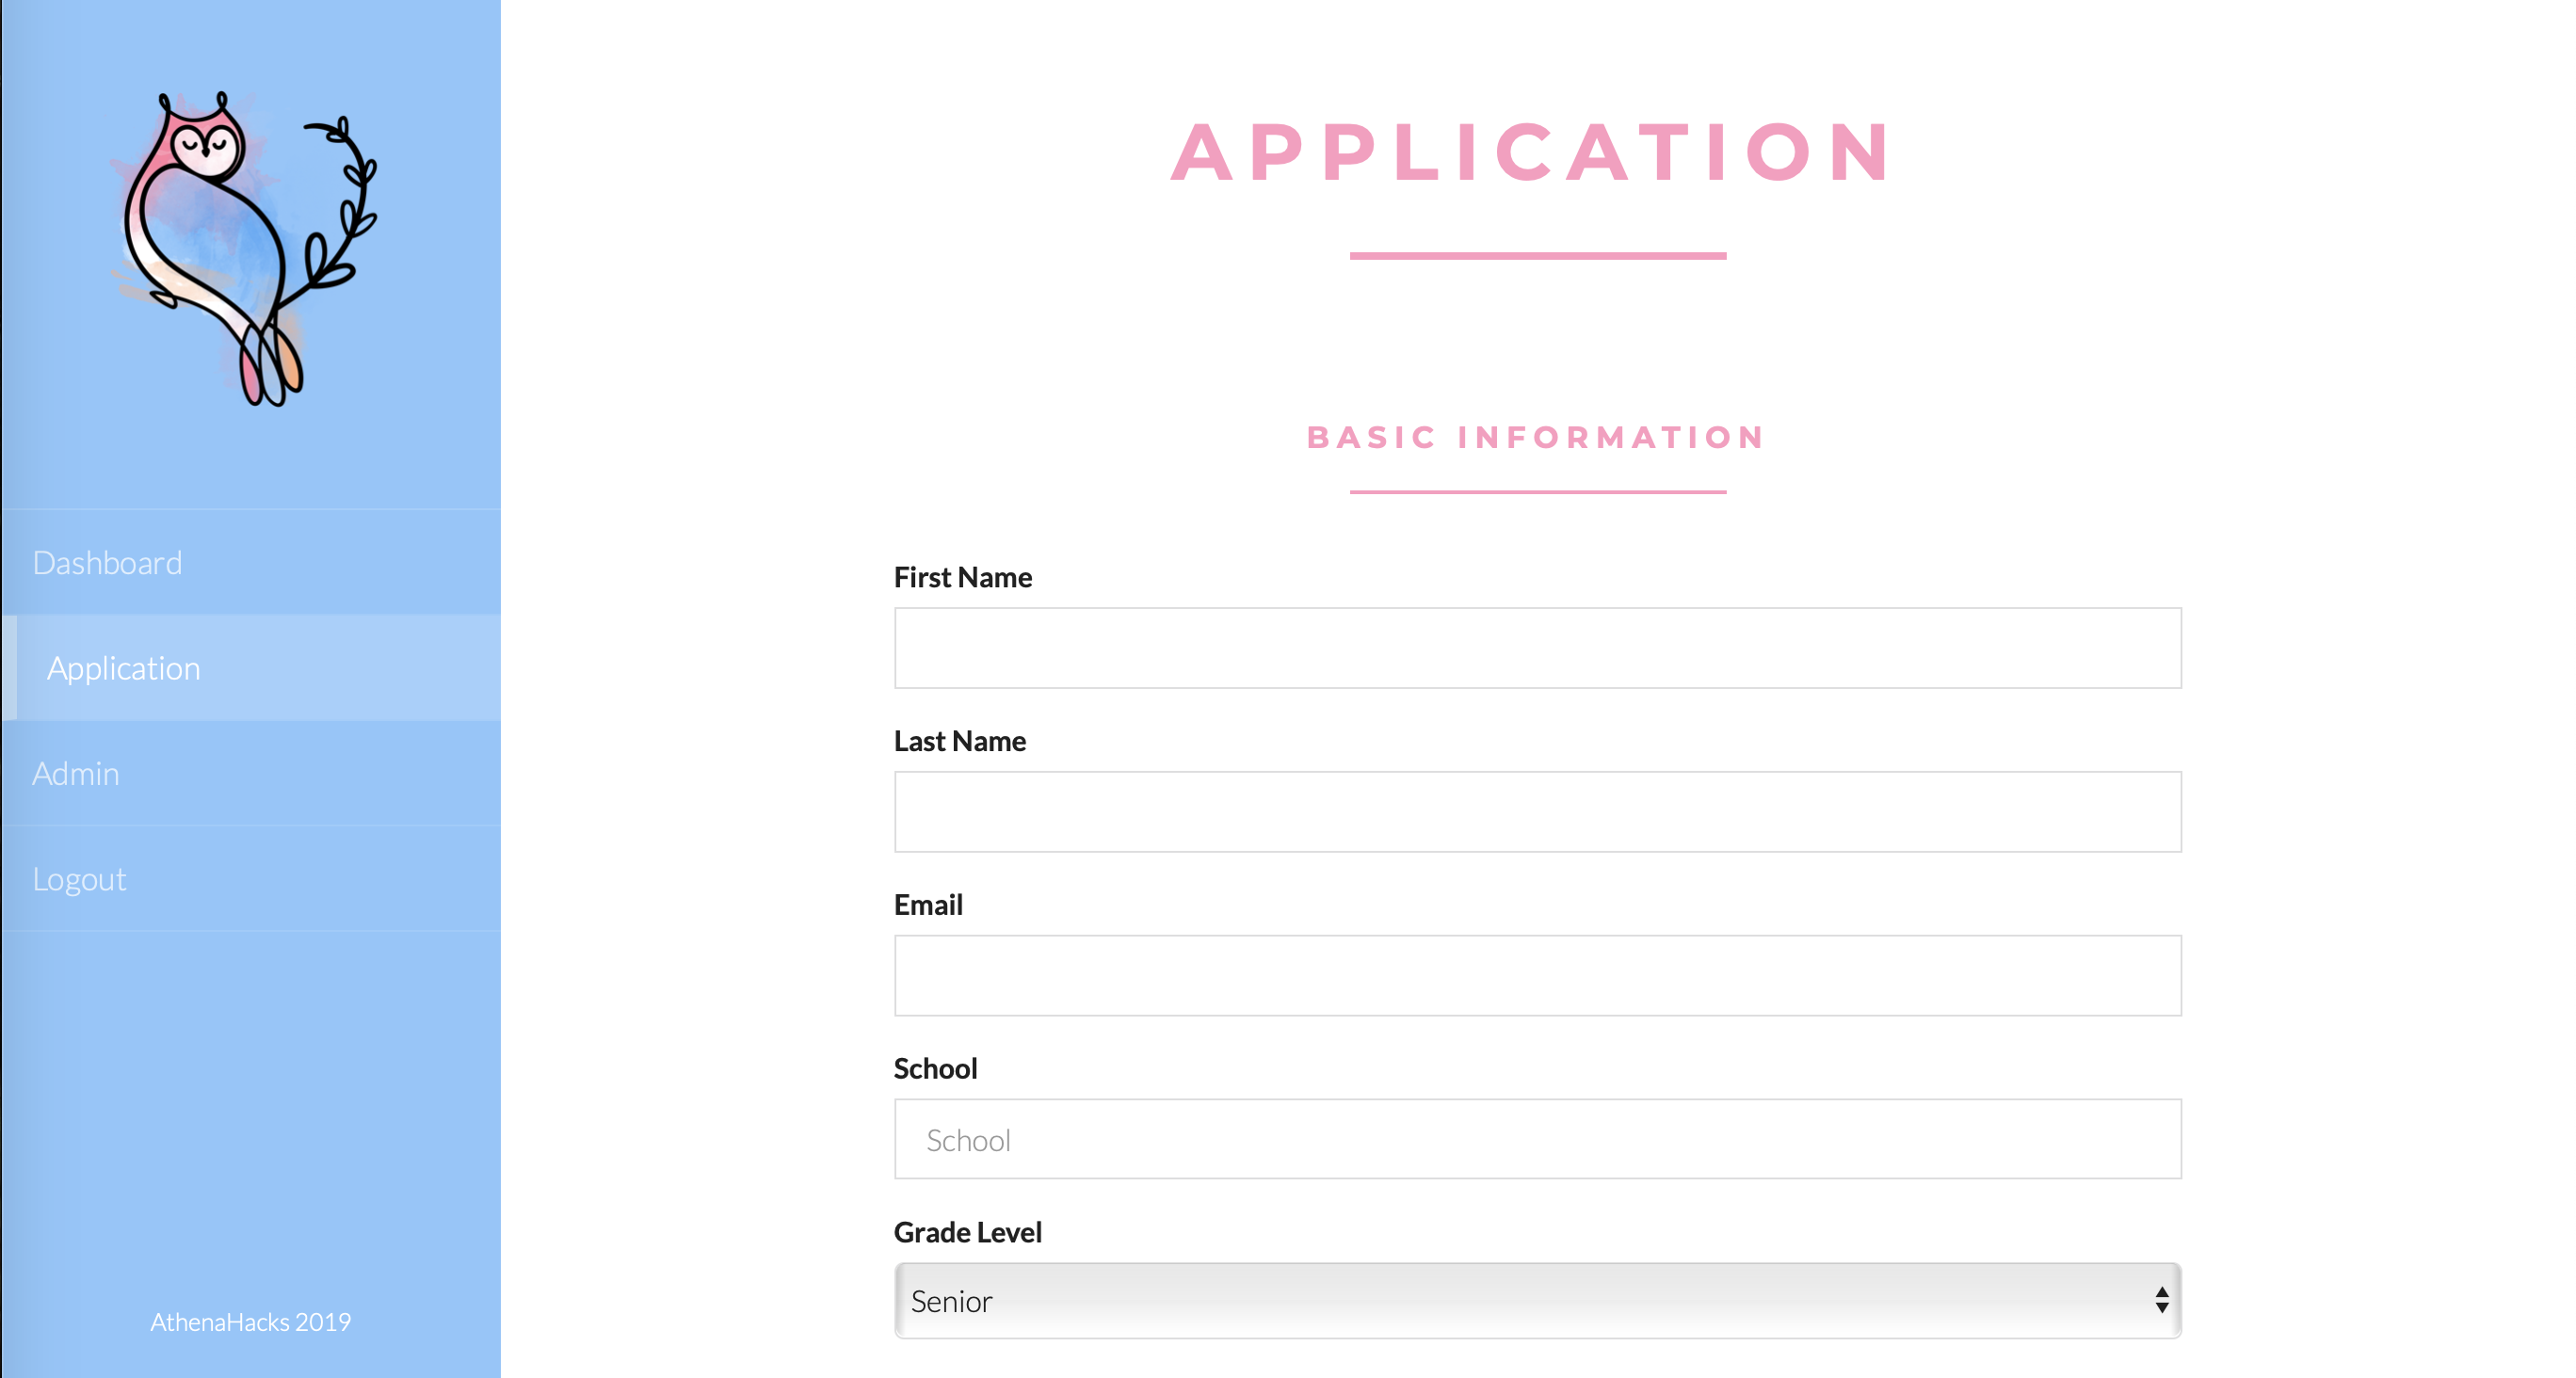 Dashboard
Application
Admin
Logout
AthenaHacks 2019
APPLICATION
BASIC INFORMATION
First Name
Last Name
Email
School
School
Grade Level
Senior